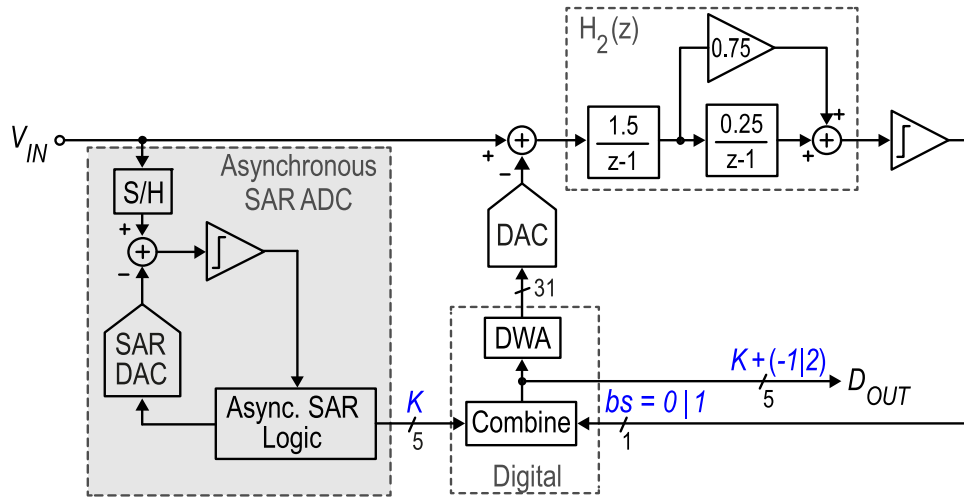 H2(z)
0.75
1.5
z-1
0.25
z-1
+
+
+
VIN
+
−
+
Asynchronous
SAR ADC
S/H
+
−
+
DAC
31
SAR
DAC
DWA
K+(-1|2)
5
DOUT
Async. SAR
Logic
K
5
Combine
bs = 0|1
1
Digital